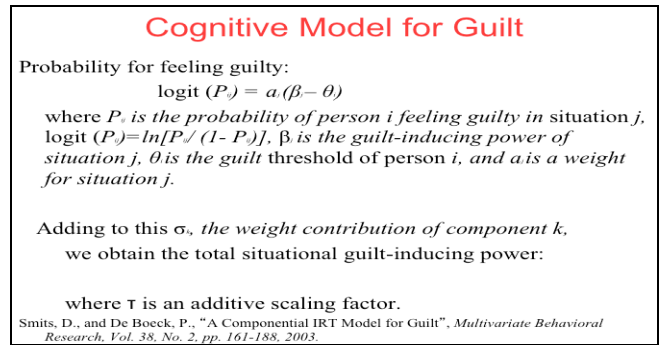 Cognitive Model for Guilt
Probability for feeling guilty:
logit (Pᵢⱼ) = aⱼ(βⱼ– θᵢ)
where Pᵢⱼ is the probability of person i feeling guilty in situation j,
logit (Pᵢⱼ)=ln[Pᵢⱼ/ (1- Pᵢⱼ)], βⱼ is the guilt-inducing power of
situation j, θᵢ is the guilt threshold of person i, and aⱼ is a weight
for situation j.
Adding to this σₖ, the weight contribution of component k,
we obtain the total situational guilt-inducing power:
where τ is an additive scaling factor.
Smits, D., and De Boeck, P., “A Componential IRT Model for Guilt”, Multivariate Behavioral
Research, Vol. 38, No. 2, pp. 161-188, 2003.